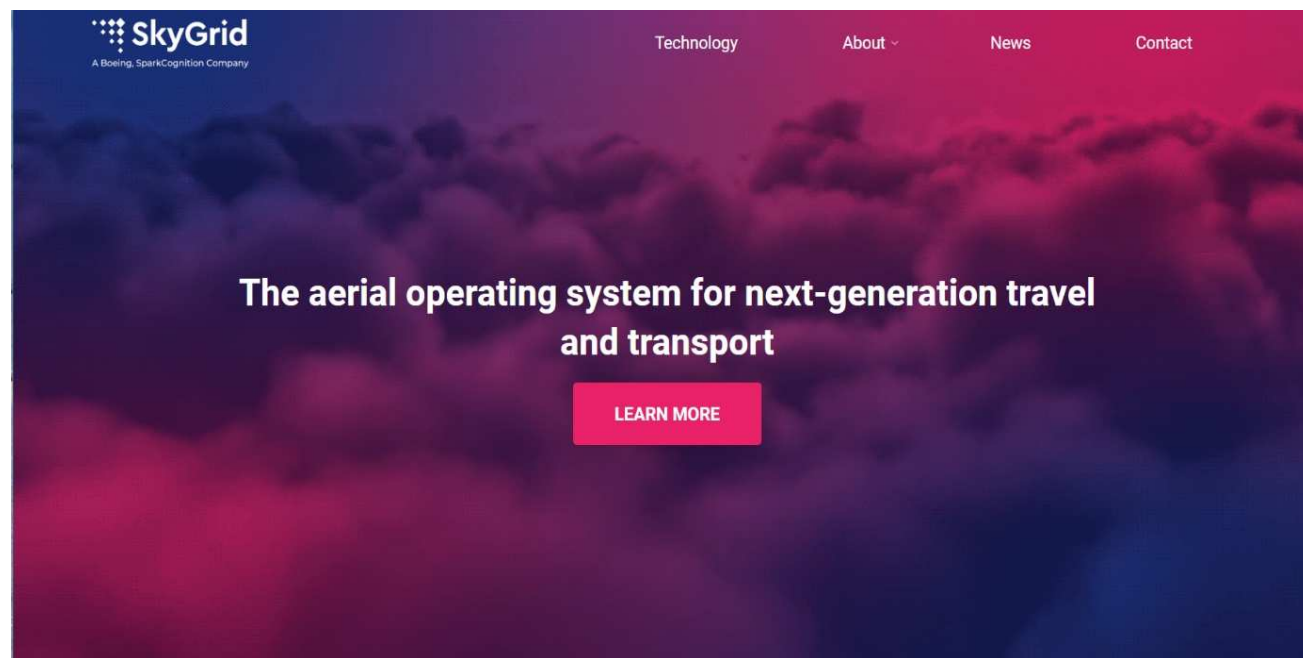 SkyGrid
A Boeing, SparkCognition Company
Technology
About
News
Contact
The aerial operating system for next-generation travel
and transport
LEARN MORE